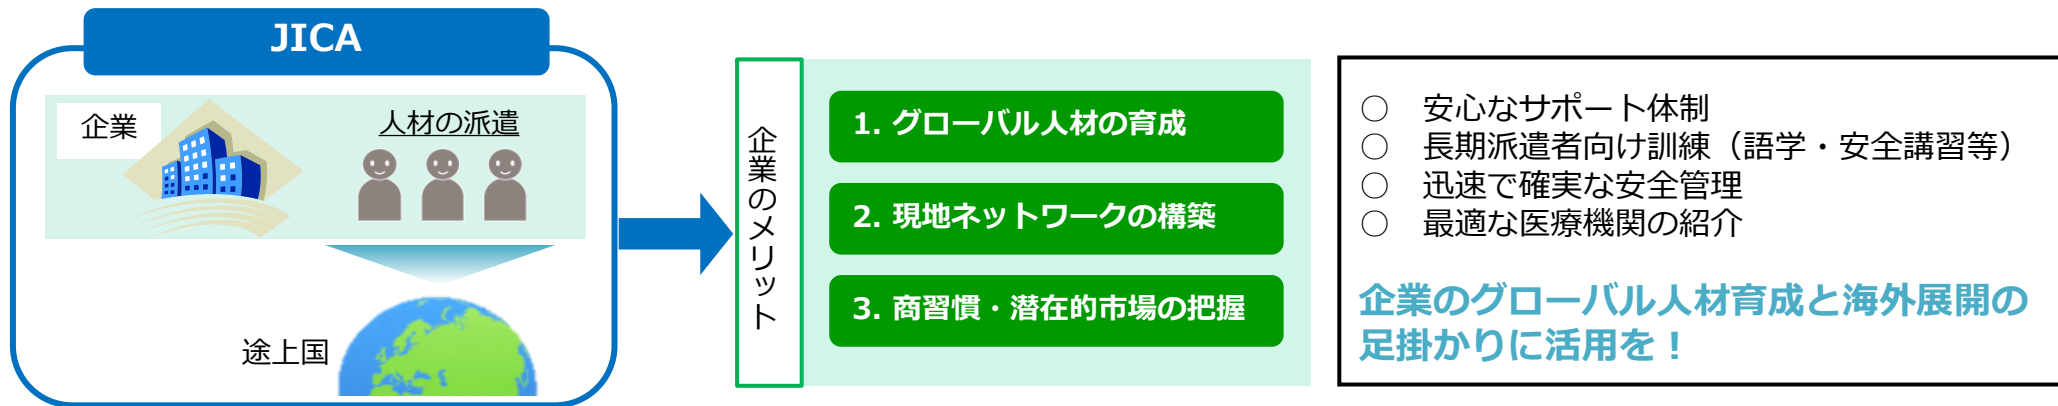 JICA
企業
人材の派遣
途上国
企業のメリット
1. グローバル人材の育成
2. 現地ネットワークの構築
3. 商習慣・潜在的市場の把握
○ 安心なサポート体制
○ 長期派遣者向け訓練（語学・安全講習等）
○ 迅速で確実な安全管理
○ 最適な医療機関の紹介
企業のグローバル人材育成と海外展開の
足掛かりに活用を！